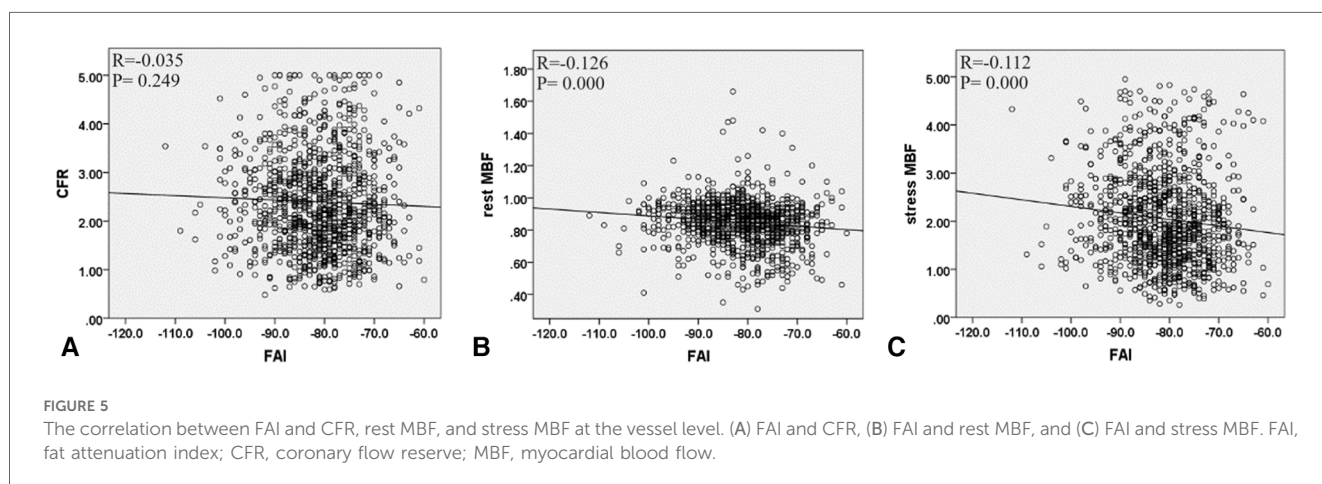 R=-0.035
P= 0.249
CFR
5.00
4.00
3.00
2.00
1.00
.00
-120.0 -110.0 -100.0 -90.0 -80.0 -70.0 -60.0
FAI
A
R=-0.126
P= 0.000
rest MBF
1.80
1.60
1.40
1.20
1.00
.80
.60
.40
-120.0 -110.0 -100.0 -90.0 -80.0 -70.0 -60.0
FAI
B
R=-0.112
P= 0.000
stress MBF
5.00
4.00
3.00
2.00
1.00
.00
-120.0 -110.0 -100.0 -90.0 -80.0 -70.0 -60.0
FAI
C
FIGURE 5
The correlation between FAI and CFR, rest MBF, and stress MBF at the vessel level. (A) FAI and CFR, (B) FAI and rest MBF, and (C) FAI and stress MBF. FAI,
fat attenuation index; CFR, coronary flow reserve; MBF, myocardial blood flow.